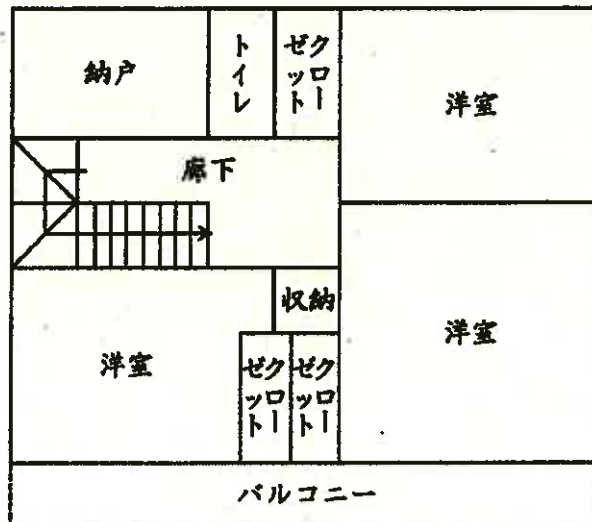 納戸
トイレ
クローゼット
洋室
廊下
洋室
収納
洋室
クローゼット
クローゼット
バルコニー